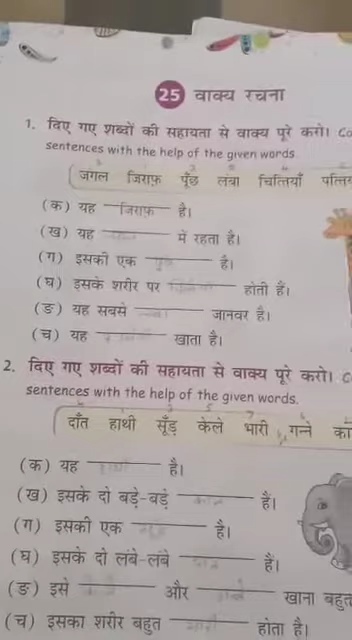 25 वाक्य रचना
1. दिए गए शब्दों की सहायता से वाक्य पूरे करो। Co
sentences with the help of the given words.
जंगल जिराफ़ पूँछ लंबा चित्तियाँ पत्तिय
(क) यह जिराफ़ है।
(ख) यह में रहता है।
(ग) इसकी एक पूँछ है।
(घ) इसके शरीर पर होती हैं।
(ङ) यह सबसे जानवर है।
(च) यह खाता है।
2. दिए गए शब्दों की सहायता से वाक्य पूरे करो। C
sentences with the help of the given words.
दाँत हाथी सूँड़ केले भारी गन्ने का
(क) यह हाथी है।
(ख) इसके दो बड़े-बड़े कान हैं।
(ग) इसकी एक है।
(घ) इसके दो लंबे-लंबे दाँत हैं।
(ङ) इसे और खाना बहुत
(च) इसका शरीर बहुत भारी होता है।